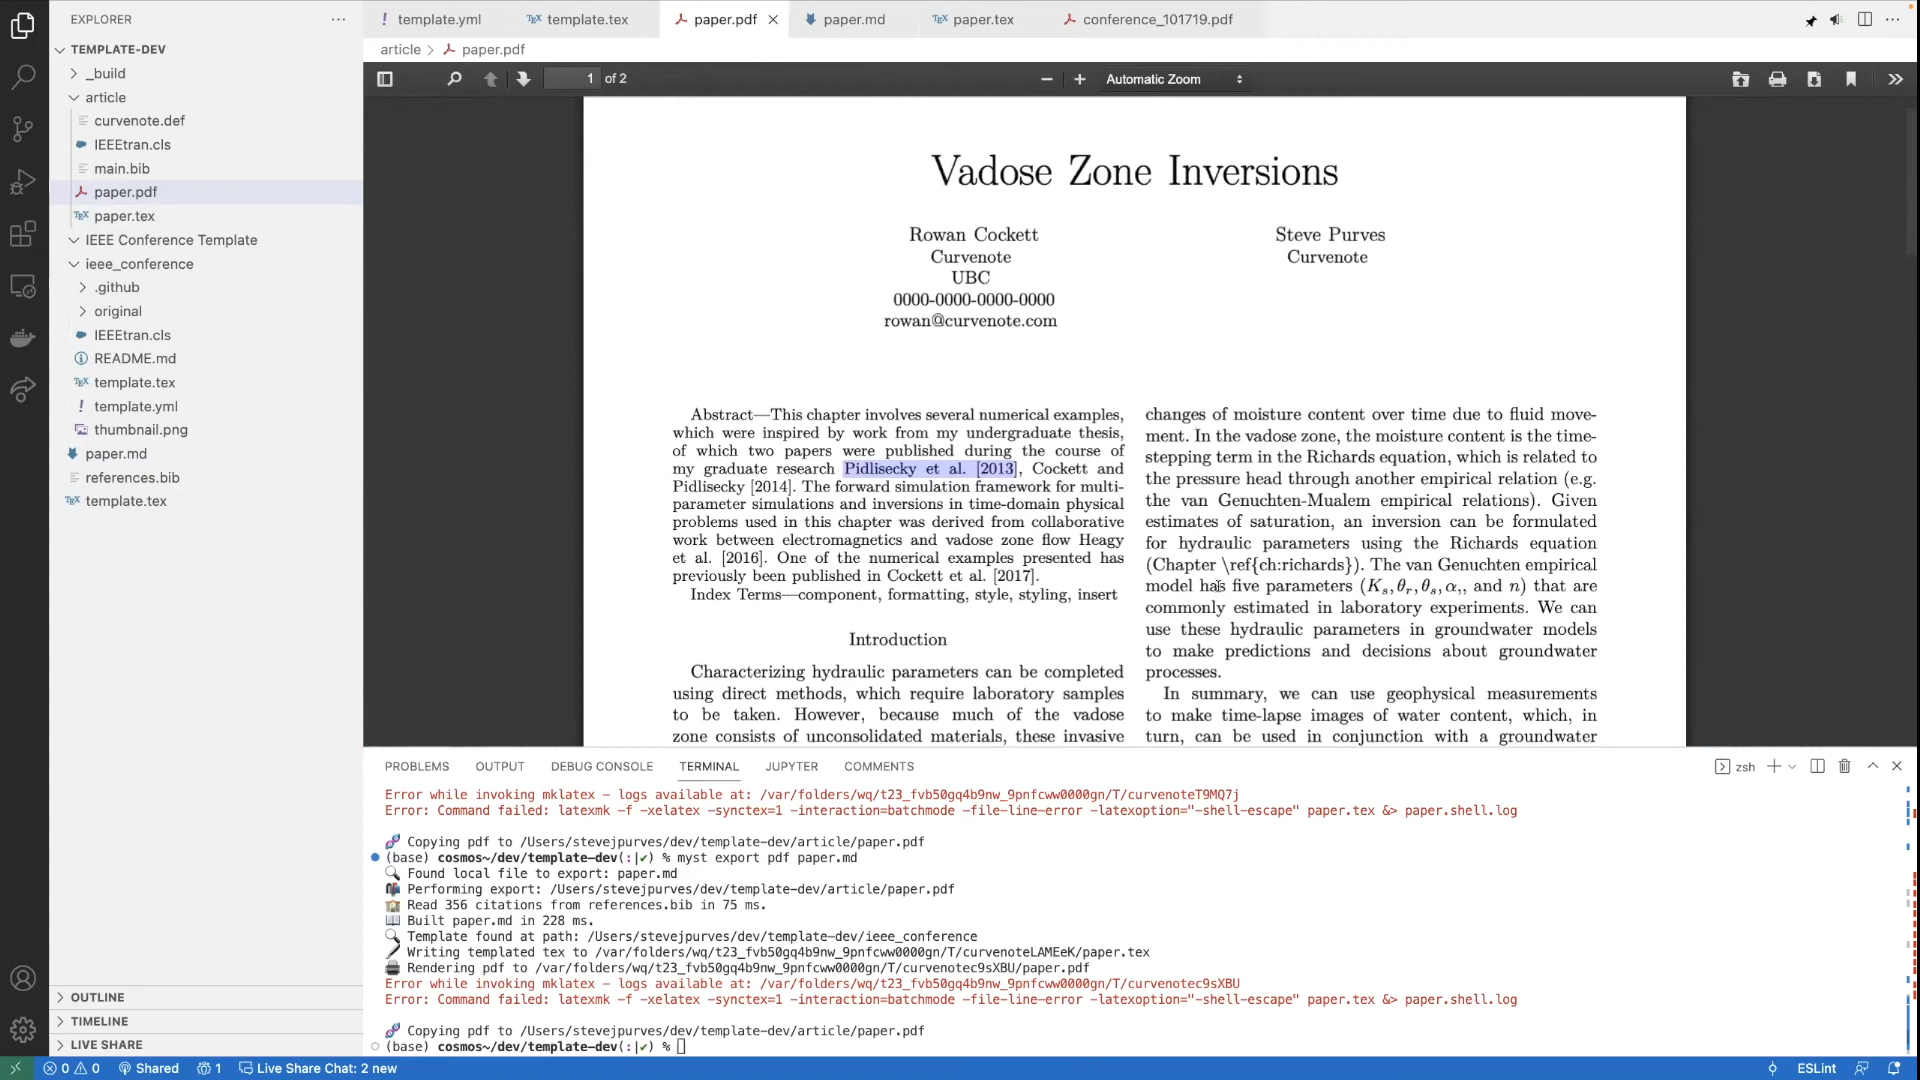 EXPLORER
TEMPLATE-DEV
_build
article
curvenote.def
IEEEtran.cls
main.bib
paper.pdf
TEX paper.tex
IEEE Conference Template
ieee_conference
.github
original
IEEEtran.cls
README.md
TEX template.tex
! template.yml
thumbnail.png
paper.md
references.bib
TEX template.tex
OUTLINE
TIMELINE
LIVE SHARE
! template.yml TEX template.tex paper.pdf paper.md TEX paper.tex conference_101719.pdf
article > paper.pdf
1 of 2 Automatic Zoom
Vadose Zone Inversions
Rowan Cockett
Curvenote
UBC
0000-0000-0000-0000
rowan@curvenote.com
Steve Purves
Curvenote
Abstract—This chapter involves several numerical examples,
which were inspired by work from my undergraduate thesis,
of which two papers were published during the course of
my graduate research Pidlisecky et al. [2013], Cockett and
Pidlisecky [2014]. The forward simulation framework for multi-
parameter simulations and inversions in time-domain physical
problems used in this chapter was derived from collaborative
work between electromagnetics and vadose zone flow Heagy
et al. [2016]. One of the numerical examples presented has
previously been published in Cockett et al. [2017].
Index Terms—component, formatting, style, styling, insert
Introduction
Characterizing hydraulic parameters can be completed
using direct methods, which require laboratory samples
to be taken. However, because much of the vadose
zone consists of unconsolidated materials, these invasive
changes of moisture content over time due to fluid move-
ment. In the vadose zone, the moisture content is the time-
stepping term in the Richards equation, which is related to
the pressure head through another empirical relation (e.g.
the van Genuchten-Mualem empirical relations). Given
estimates of saturation, an inversion can be formulated
for hydraulic parameters using the Richards equation
(Chapter \ref{ch:richards}). The van Genuchten empirical
model has five parameters (Kₛ, θᵣ, θₛ, α,, and n) that are
commonly estimated in laboratory experiments. We can
use these hydraulic parameters in groundwater models
to make predictions and decisions about groundwater
processes.
In summary, we can use geophysical measurements
to make time-lapse images of water content, which, in
turn, can be used in conjunction with a groundwater
PROBLEMS OUTPUT DEBUG CONSOLE TERMINAL JUPYTER COMMENTS zsh
Error while invoking mklatex – logs available at: /var/folders/wq/t23_fvb50gq4b9nw_9pnfcww0000gn/T/curvenoteT9MQ7j
Error: Command failed: latexmk -f -xelatex -synctex=1 -interaction=batchmode -file-line-error -latexoption="-shell-escape" paper.tex &> paper.shell.log
Copying pdf to /Users/stevejpurves/dev/template-dev/article/paper.pdf
(base) cosmos~/dev/template-dev(:|✔) % myst export pdf paper.md
Found local file to export: paper.md
Performing export: /Users/stevejpurves/dev/template-dev/article/paper.pdf
Read 356 citations from references.bib in 75 ms.
Built paper.md in 228 ms.
Template found at path: /Users/stevejpurves/dev/template-dev/ieee_conference
Writing templated tex to /var/folders/wq/t23_fvb50gq4b9nw_9pnfcww0000gn/T/curvenoteLAMEeK/paper.tex
Rendering pdf to /var/folders/wq/t23_fvb50gq4b9nw_9pnfcww0000gn/T/curvenotec9sXBU/paper.pdf
Error while invoking mklatex – logs available at: /var/folders/wq/t23_fvb50gq4b9nw_9pnfcww0000gn/T/curvenotec9sXBU
Error: Command failed: latexmk -f -xelatex -synctex=1 -interaction=batchmode -file-line-error -latexoption="-shell-escape" paper.tex &> paper.shell.log
Copying pdf to /Users/stevejpurves/dev/template-dev/article/paper.pdf
(base) cosmos~/dev/template-dev(:|✔) %
0 0 Shared 1 Live Share Chat: 2 new ESLint